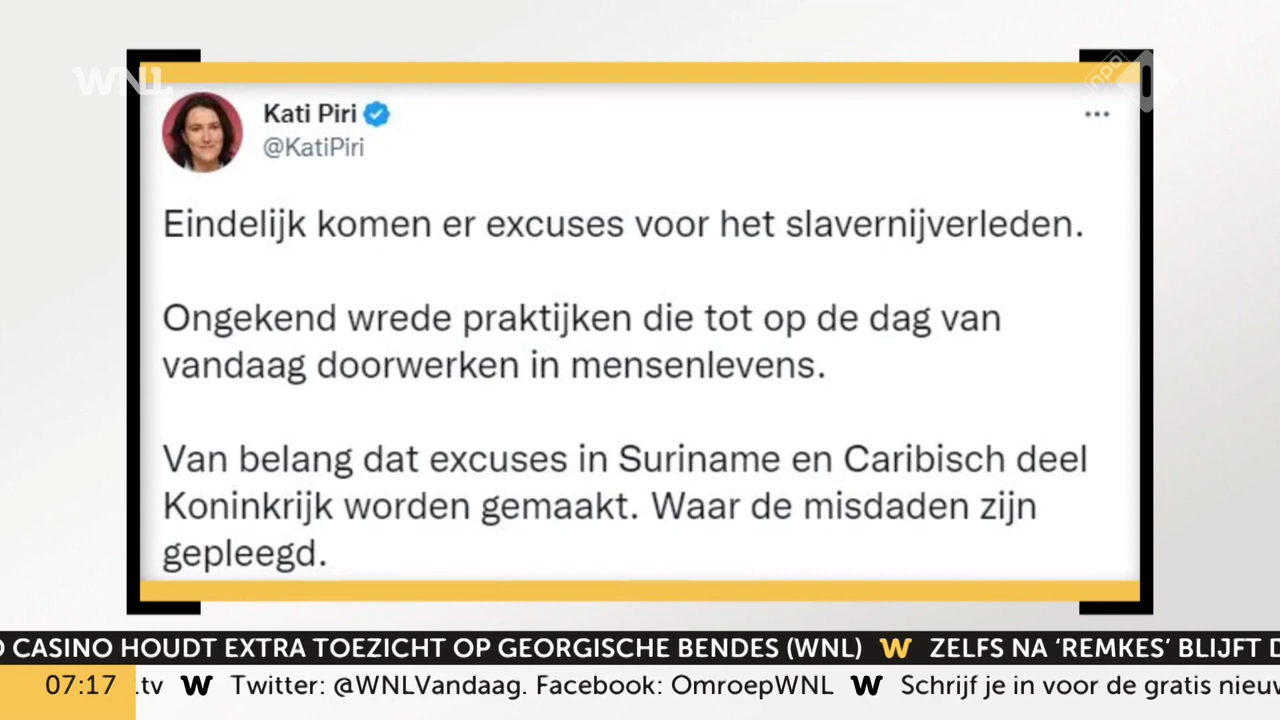 WNL
npo
Kati Piri
@KatiPiri
Eindelijk komen er excuses voor het slavernijverleden.
Ongekend wrede praktijken die tot op de dag van
vandaag doorwerken in mensenlevens.
Van belang dat excuses in Suriname en Caribisch deel
Koninkrijk worden gemaakt. Waar de misdaden zijn
gepleegd.
CASINO HOUDT EXTRA TOEZICHT OP GEORGISCHE BENDES (WNL) W ZELFS NA ‘REMKES’ BLIJFT
07:17 .tv W Twitter: @WNLVandaag. Facebook: OmroepWNL W Schrijf je in voor de gratis